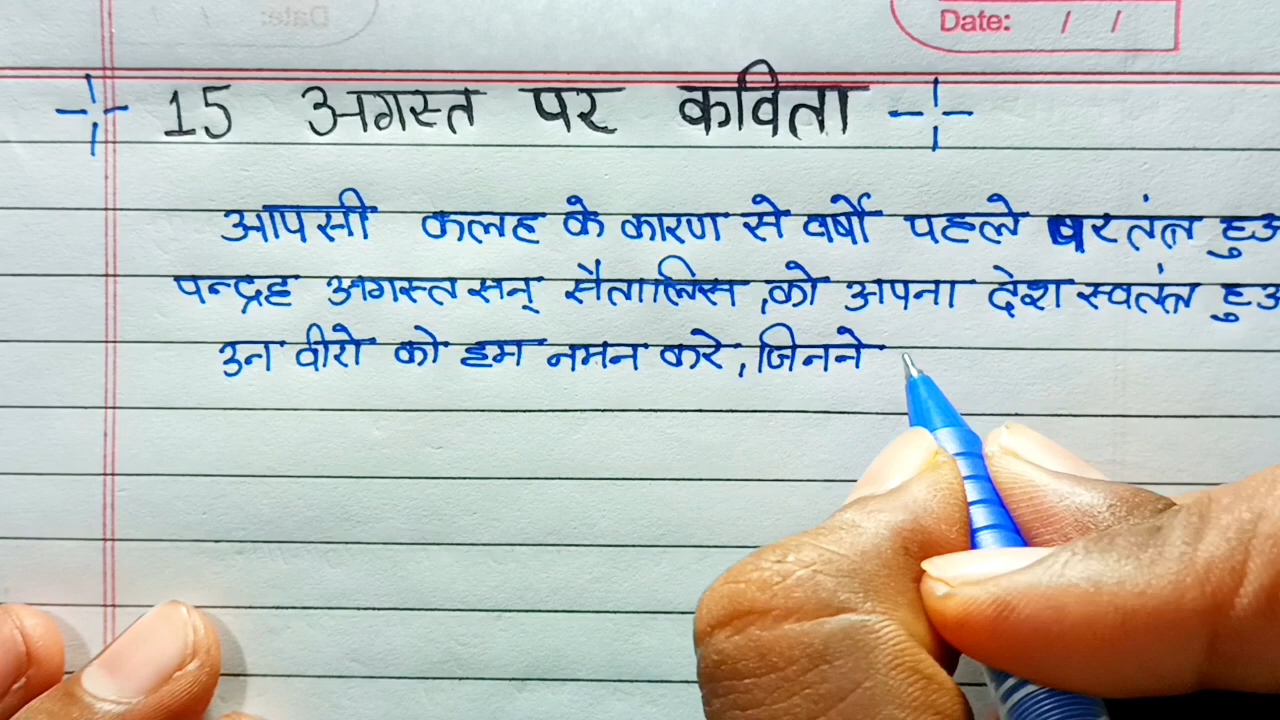 Date: / /
15 अगस्त पर कविता
आपसी कलह के कारण से वर्षो पहले परतंत हुअ
पन्द्रह अगस्त सन् सैतालिस ,को अपना देश स्वतंत हुअ
उन वीरो को हम नमन करे, जिनने